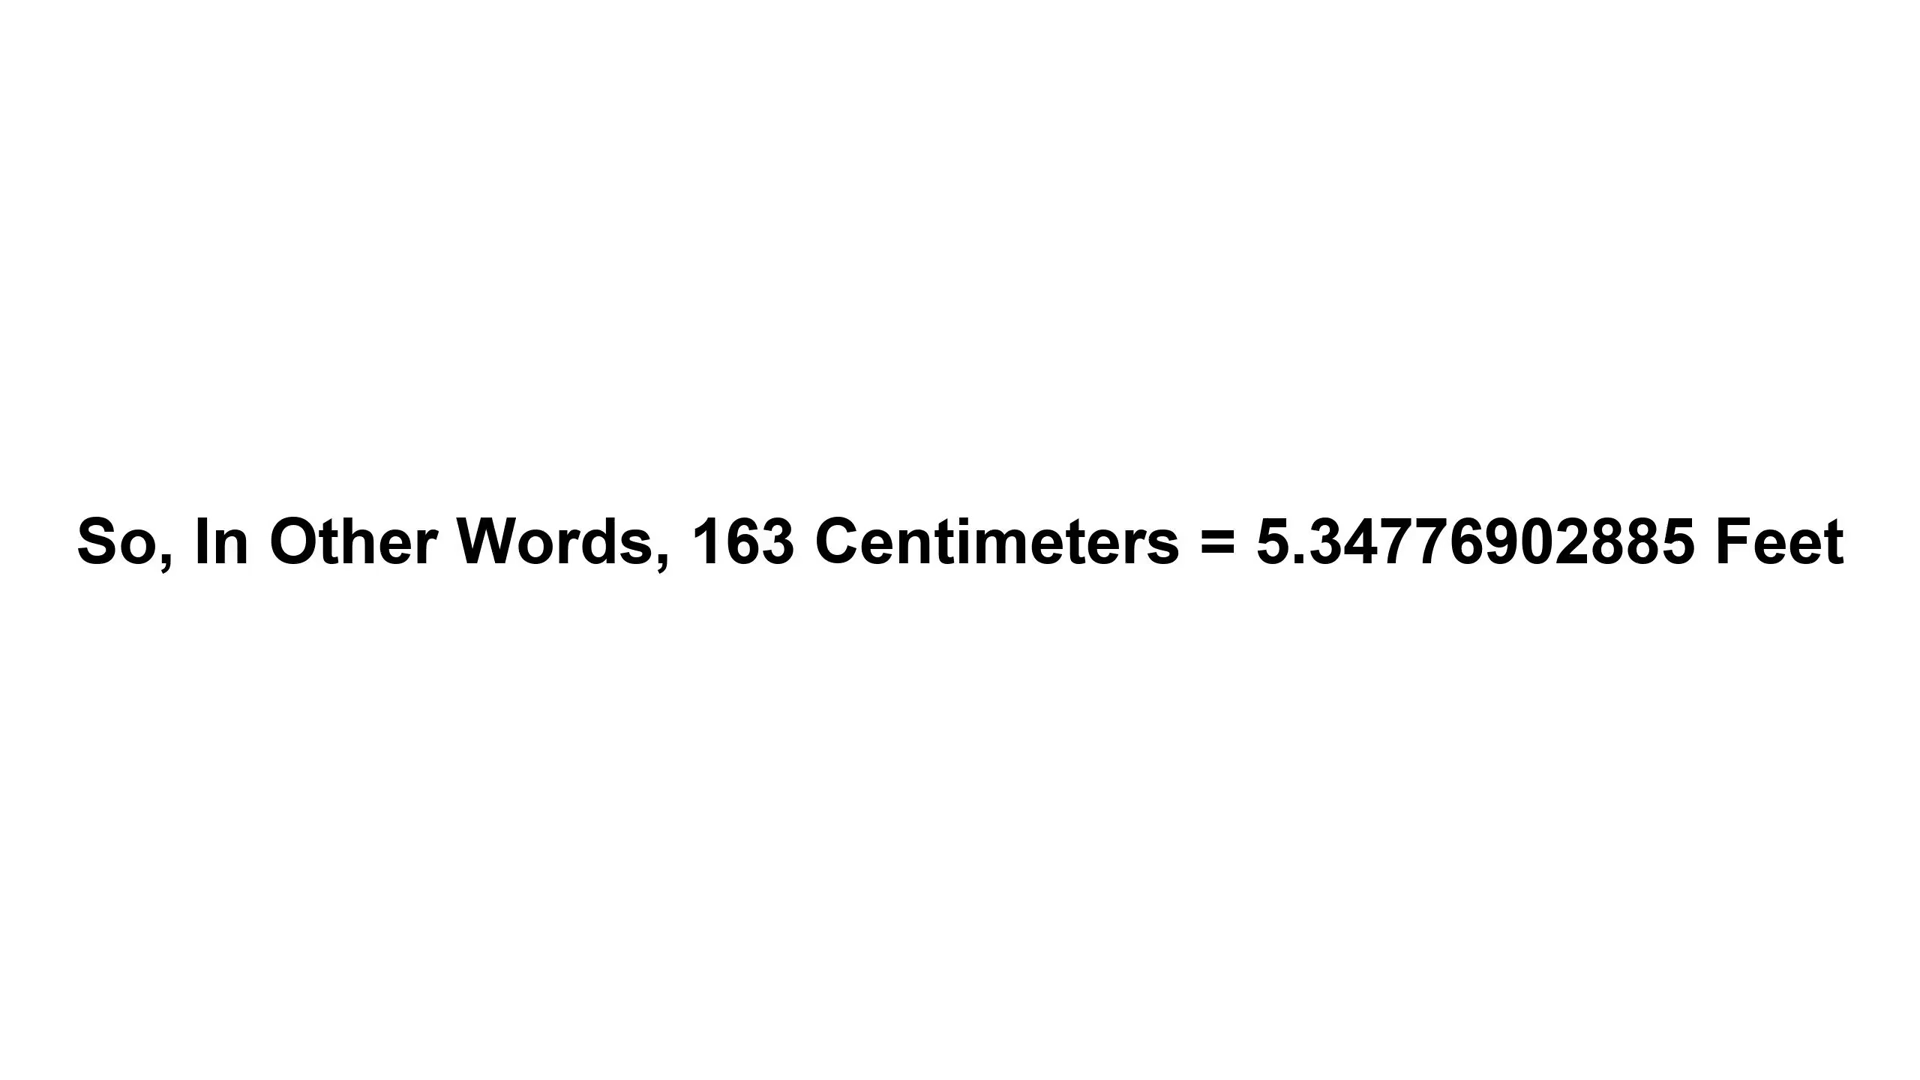 So, In Other Words, 163 Centimeters = 5.34776902885 Feet